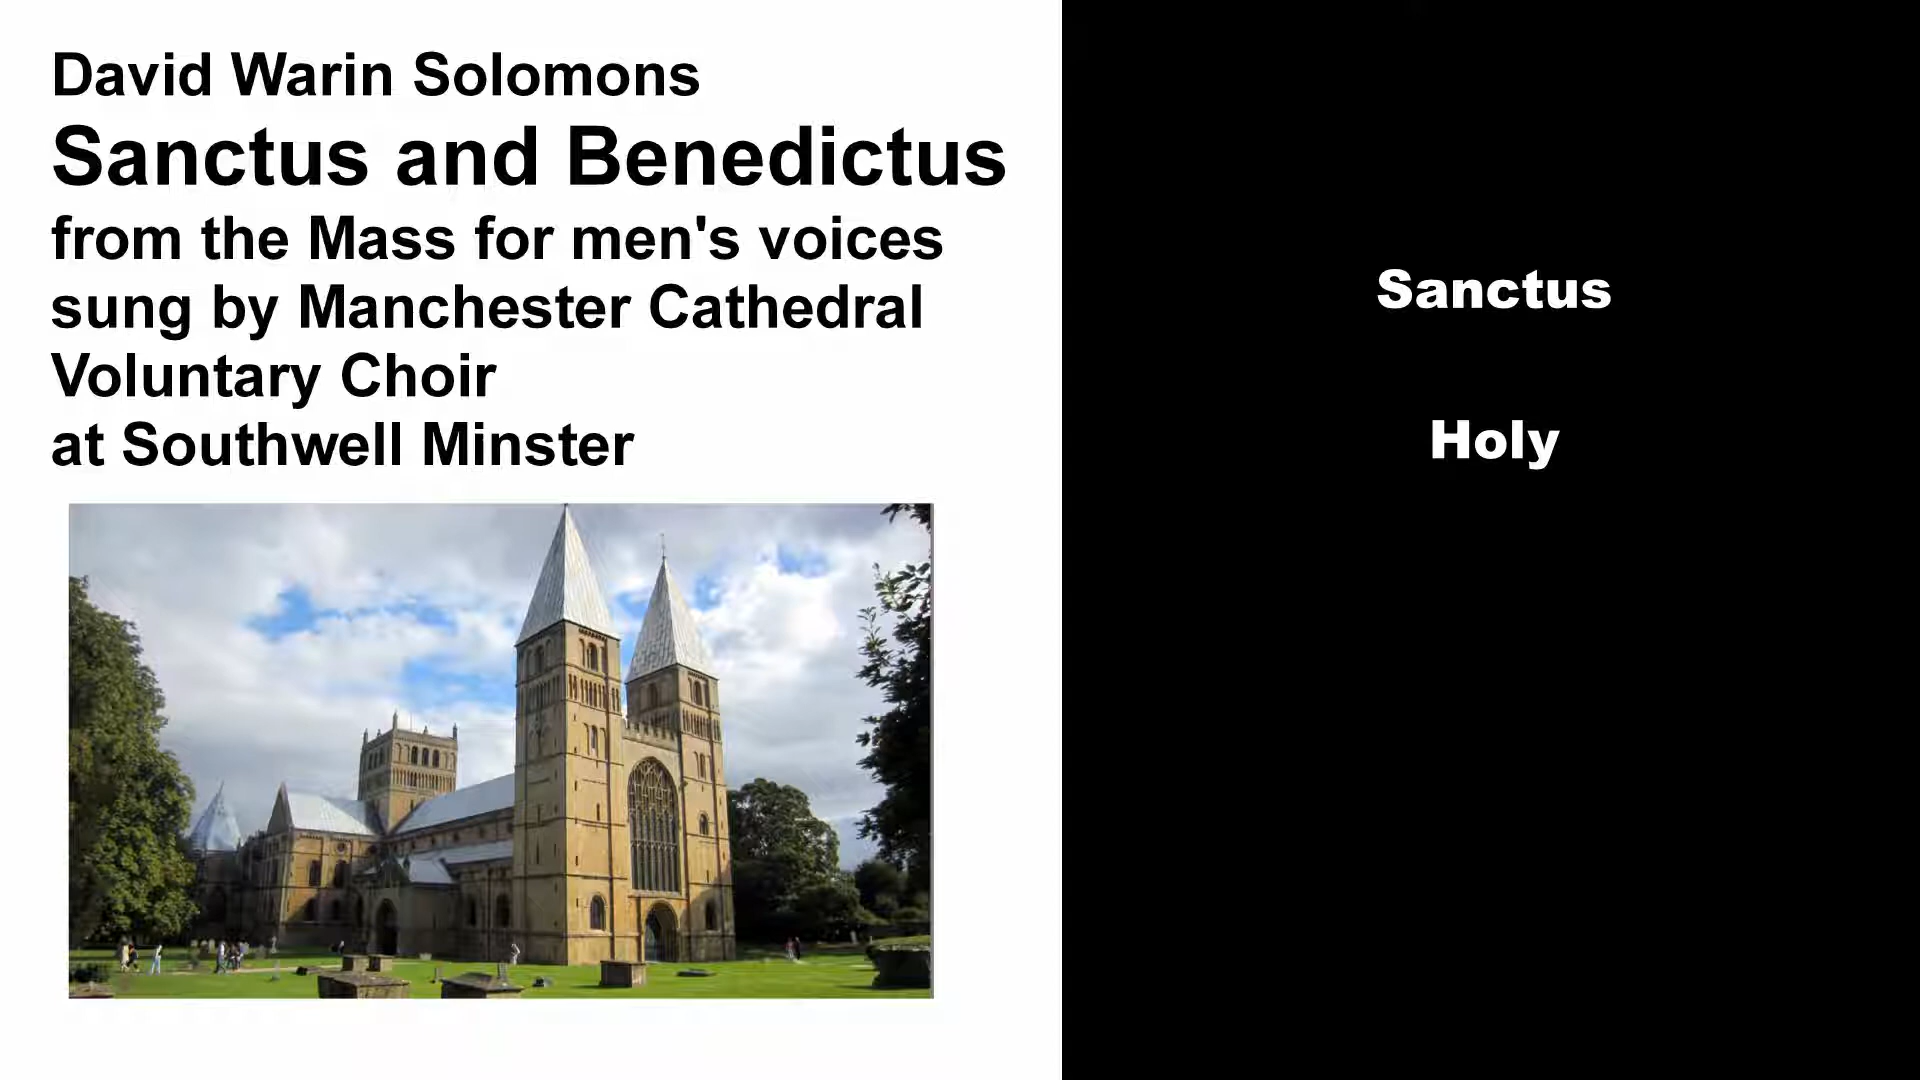 David Warin Solomons
Sanctus and Benedictus
from the Mass for men's voices
sung by Manchester Cathedral
Voluntary Choir
at Southwell Minster
Sanctus
Holy